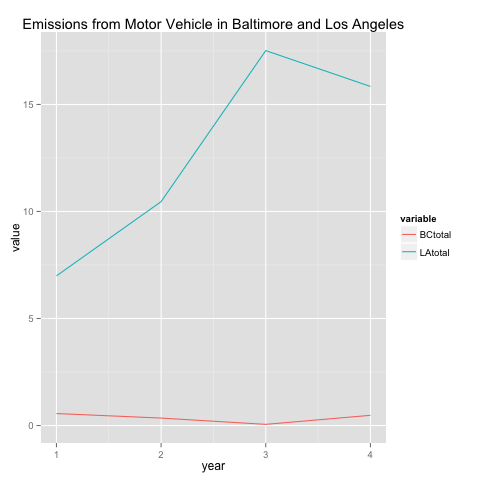 Emissions from Motor Vehicle in Baltimore and Los Angeles
15
10
5
0
value
1 2 3 4
year
variable
BCtotal
LAtotal